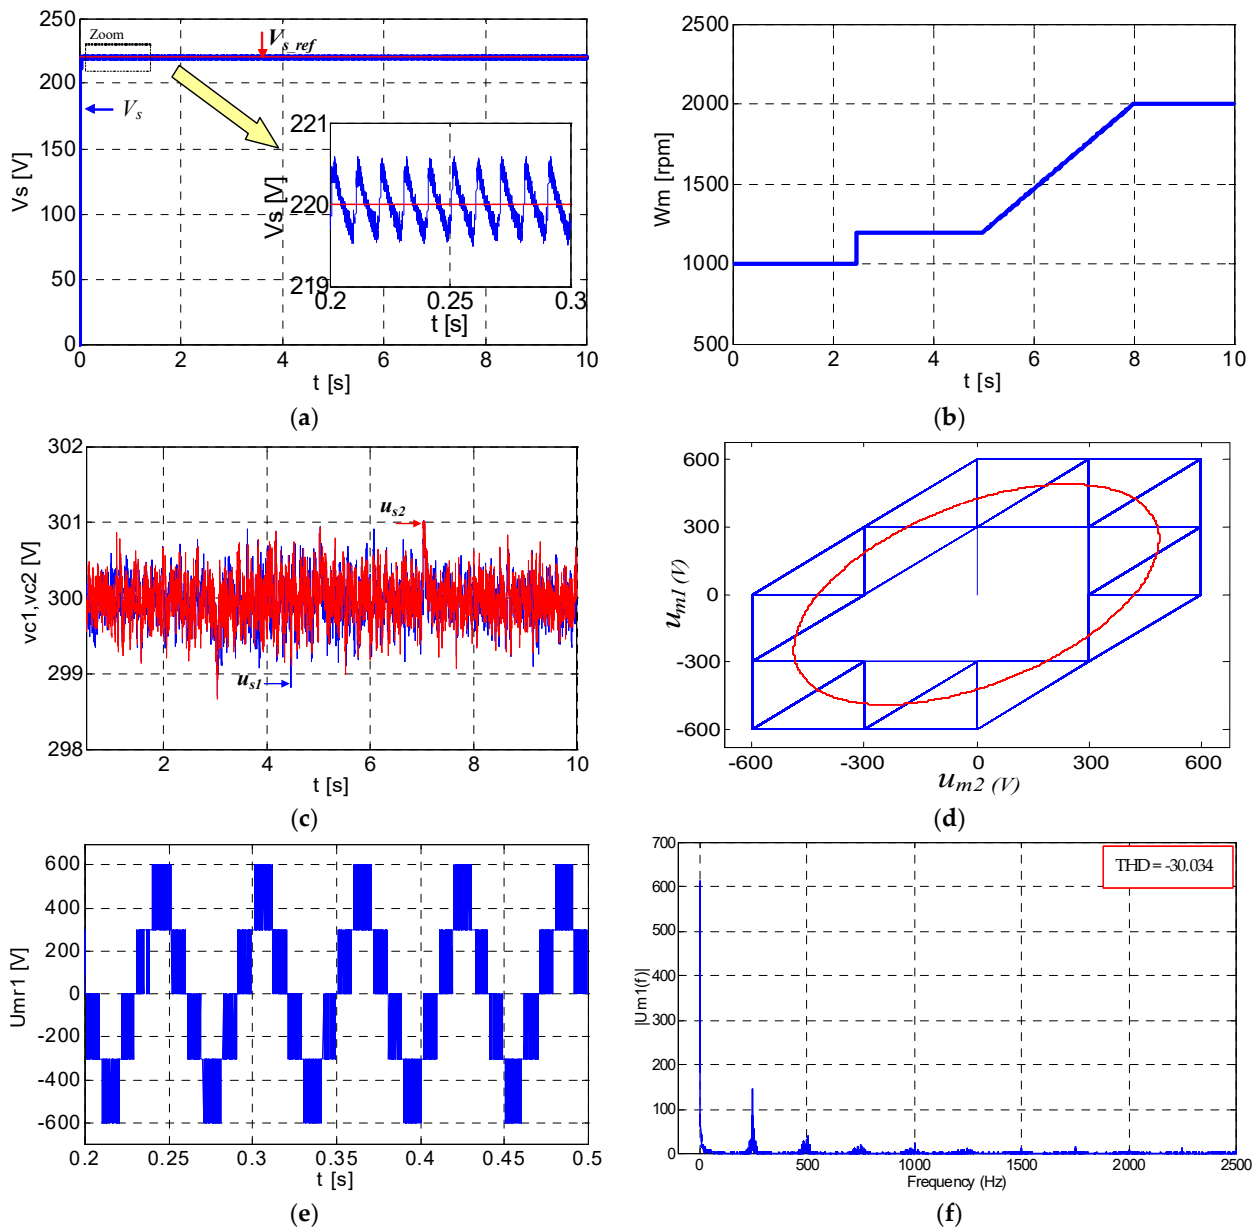 250
200
150
100
50
0
Vs [V]
Zoom
V_s_ref
V_s
221
220
219
Vs [V]
0.2 0.25 0.3
t [s]
0 2 4 6 8 10
t [s]
(a)
2500
2000
1500
1000
500
Wm [rpm]
0 2 4 6 8 10
t [s]
(b)
302
301
300
299
298
vc1,vc2 [V]
u_s2
u_s1
2 4 6 8 10
t [s]
(c)
600
300
0
-300
-600
u_m1 (V)
-600 -300 0 300 600
u_m2 (V)
(d)
600
400
200
0
-200
-400
-600
Umr1 [V]
0.2 0.25 0.3 0.35 0.4 0.45 0.5
t [s]
(e)
700
600
500
400
300
200
100
0
|Um1(f)|
THD = -30.034
0 500 1000 1500 2000 2500
Frequency (Hz)
(f)